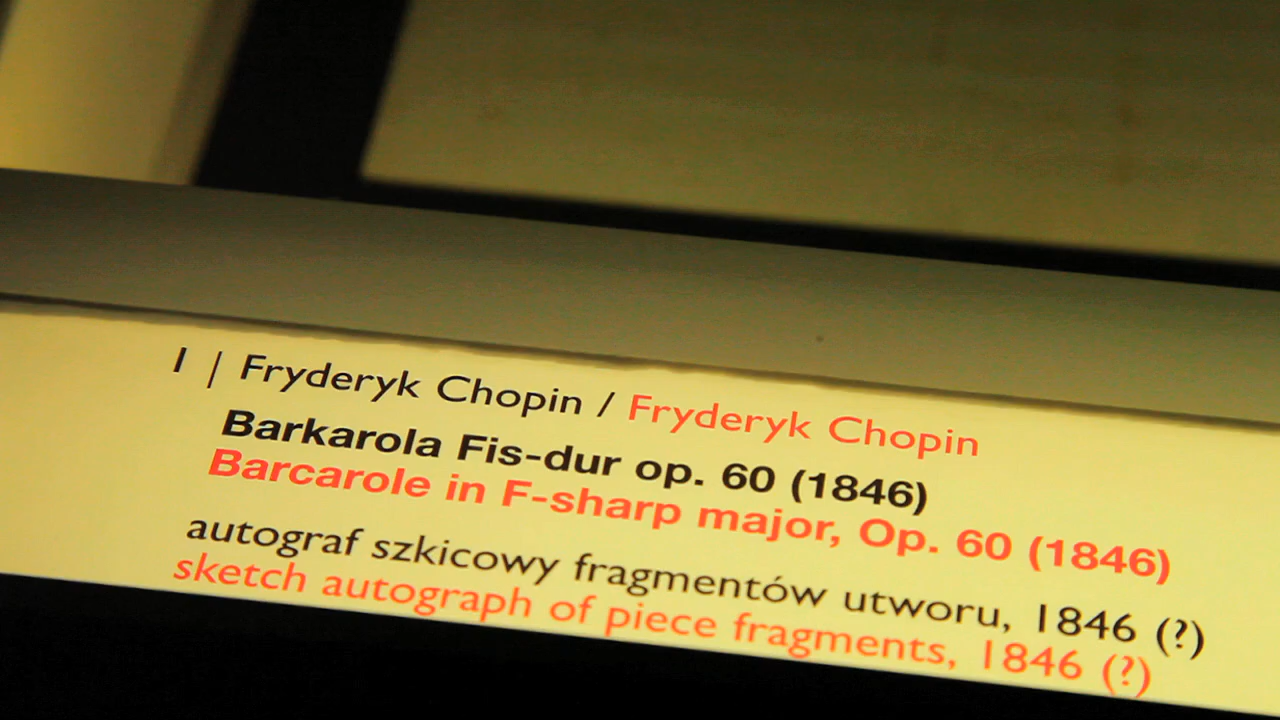 1 | Fryderyk Chopin / Fryderyk Chopin
Barkarola Fis-dur op. 60 (1846)
Barcarole in F-sharp major, Op. 60 (1846)
autograf szkicowy fragmentów utworu, 1846 (?)
sketch autograph of piece fragments, 1846 (?)